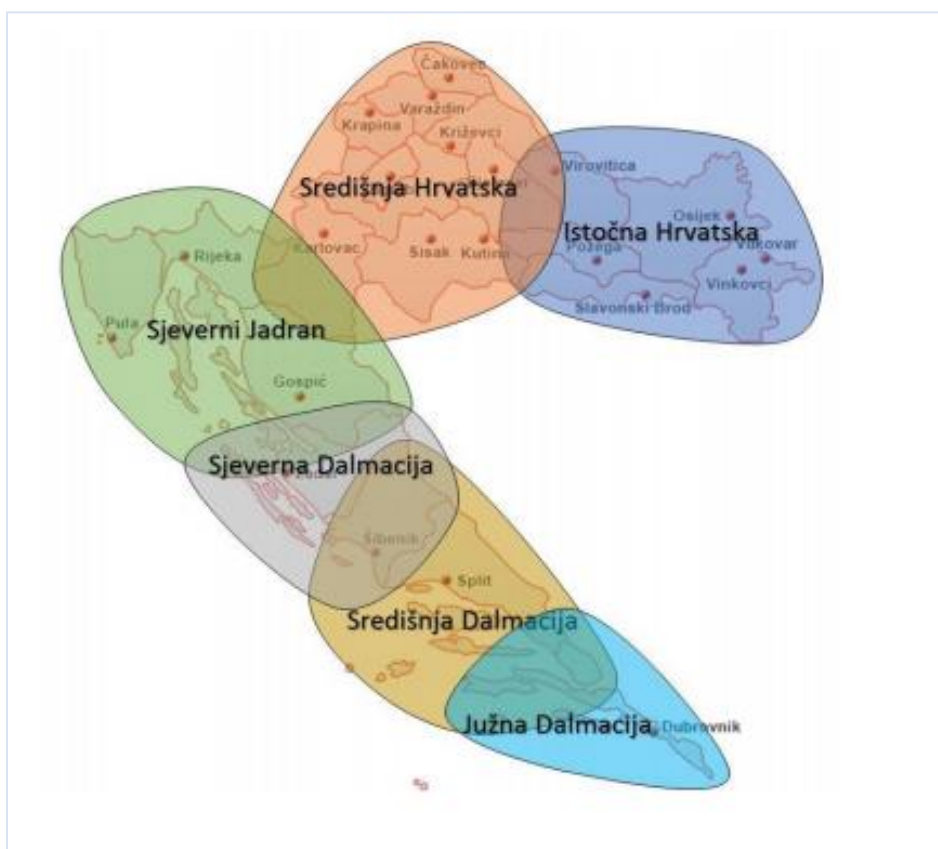 Čakovec
Varaždin
Krapina
Križevci
Središnja Hrvatska
Virovitica
Istočna Hrvatska
Osijek
Vukovar
Karlovac
Sisak
Kutina
Požega
Vinkovci
Slavonski Brod
Rijeka
Sjeverni Jadran
Pula
Gospić
Sjeverna Dalmacija
Šibenik
Split
Središnja Dalmacija
Južna Dalmacija
Dubrovnik